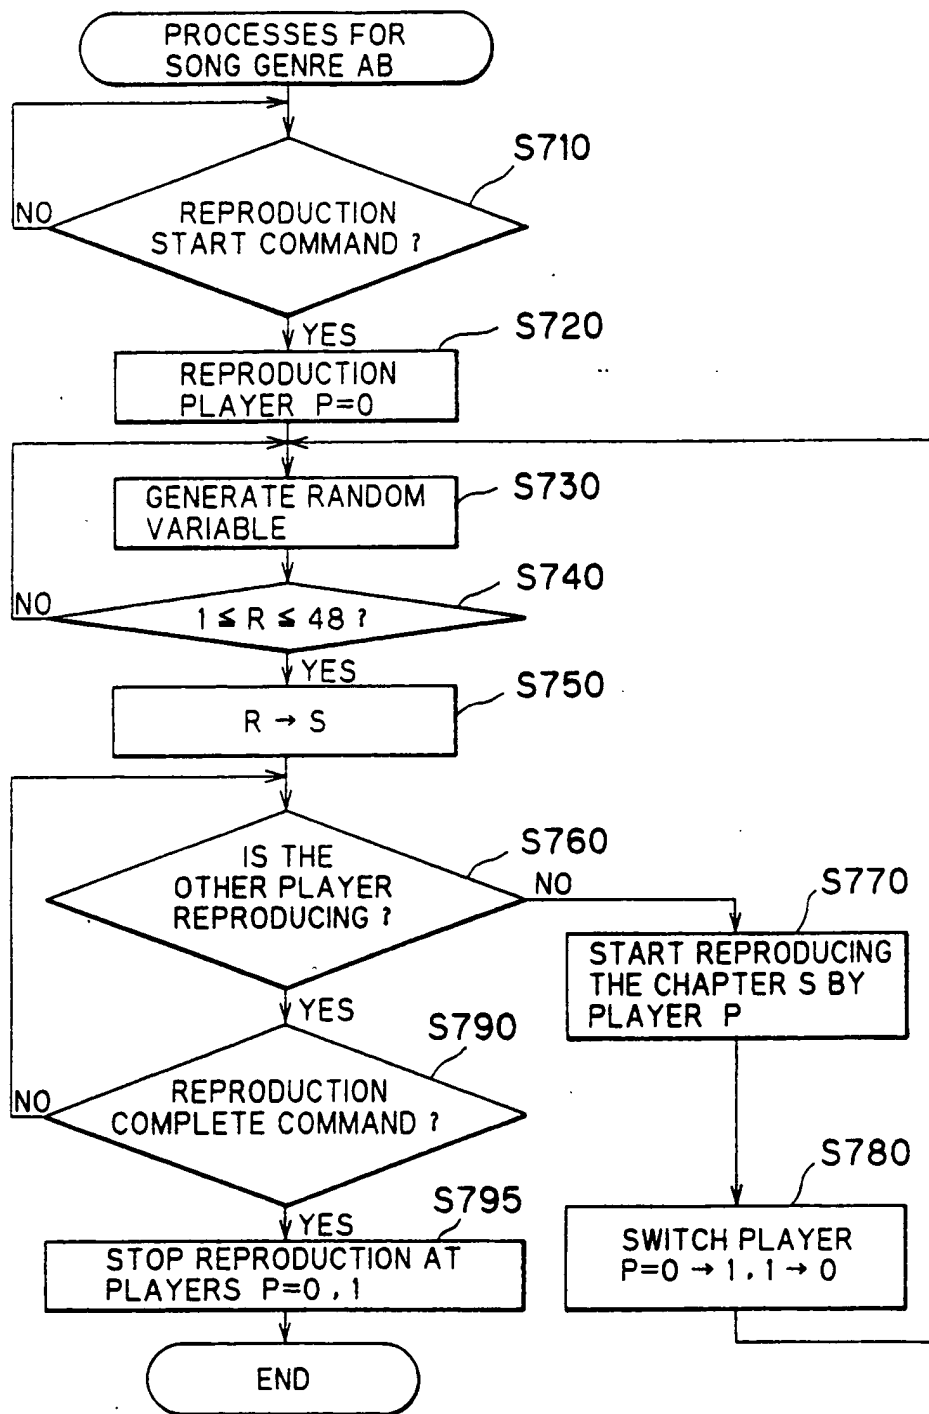 PROCESSES FOR
SONG GENRE AB
S710
NO
REPRODUCTION
START COMMAND ?
YES
S720
REPRODUCTION
PLAYER P=0
S730
GENERATE RANDOM
VARIABLE
S740
NO
1 ≦ R ≦ 48 ?
YES
S750
R → S
S760
IS THE
OTHER PLAYER
REPRODUCING ?
NO
S770
START REPRODUCING
THE CHAPTER S BY
PLAYER P
YES
S790
NO
REPRODUCTION
COMPLETE COMMAND ?
S780
SWITCH PLAYER
P=0 → 1, 1 → 0
YES
S795
STOP REPRODUCTION AT
PLAYERS P=0, 1
END